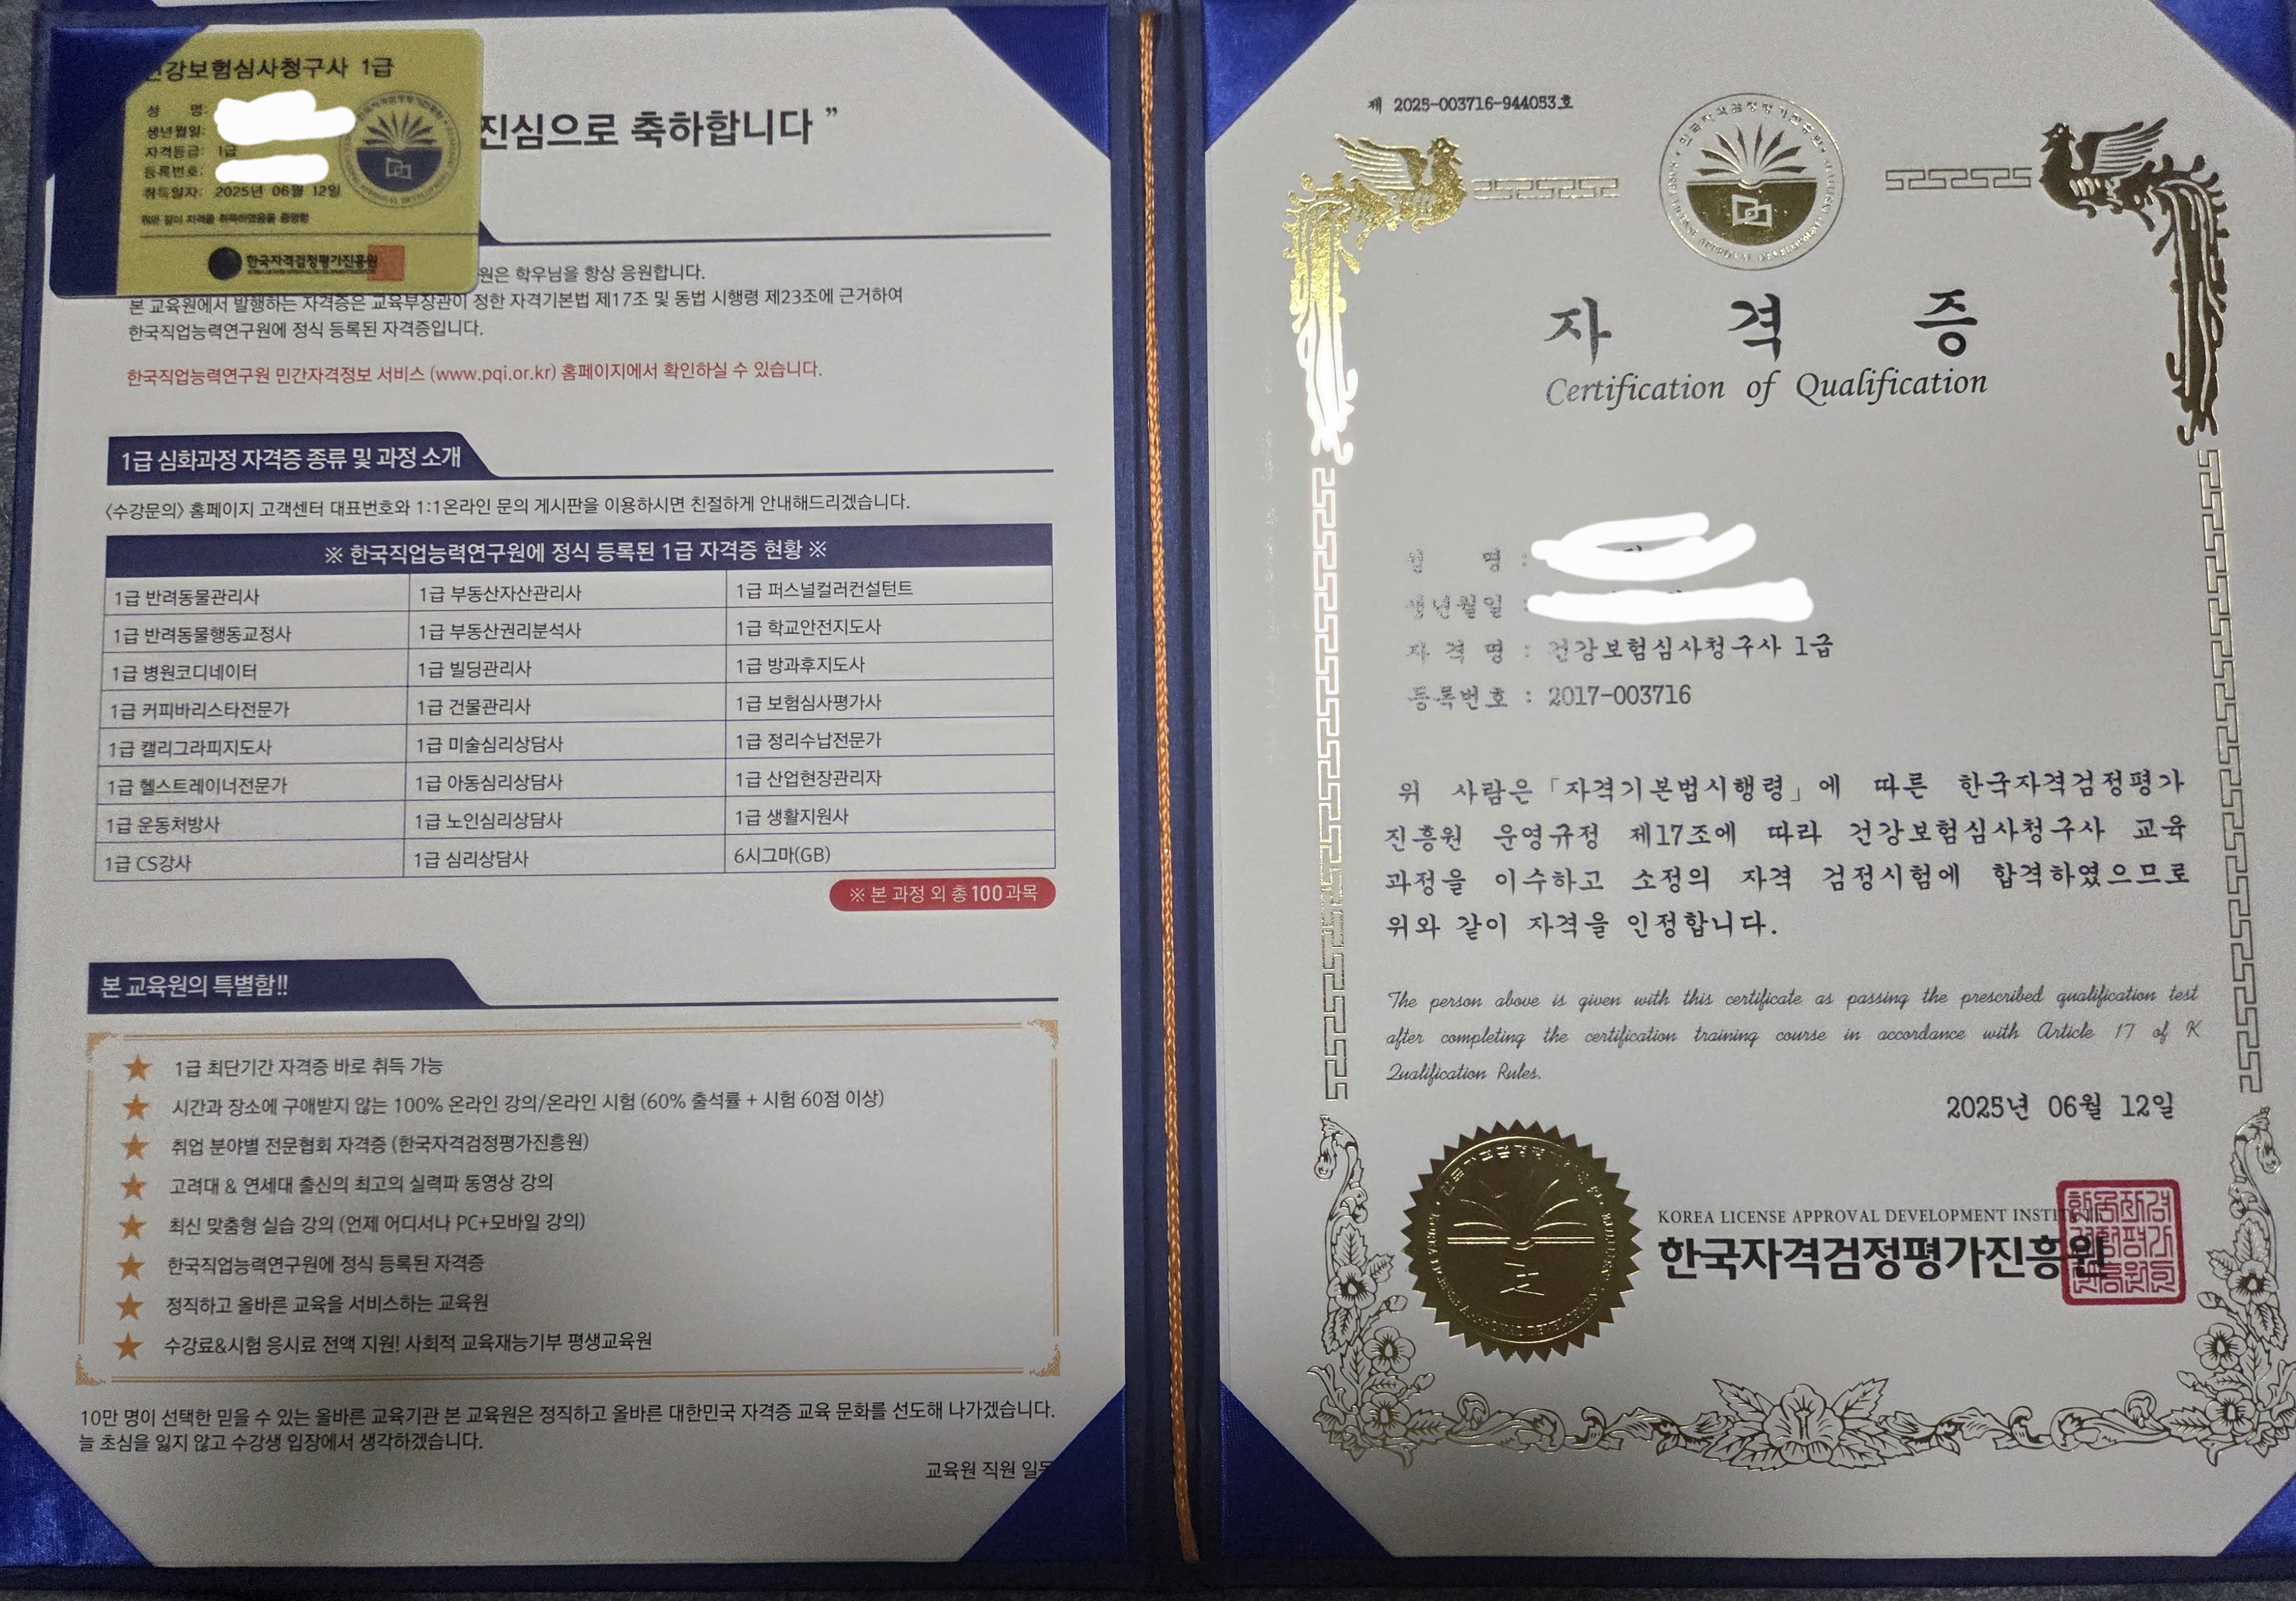 건강보험심사청구사 1급
성 명:
생년월일:
자격등급: 1급
등록번호:
취득일자: 2025년 06월 12일
위와 같이 자격을 취득하였음을 증명함
한국자격검정평가진흥원
진심으로 축하합니다 ”
원은 학우님을 항상 응원합니다.
본 교육원에서 발행하는 자격증은 교육부장관이 정한 자격기본법 제17조 및 동법 시행령 제23조에 근거하여
한국직업능력연구원에 정식 등록된 자격증입니다.
한국직업능력연구원 민간자격정보 서비스 (www.pqi.or.kr) 홈페이지에서 확인하실 수 있습니다.
1급 심화과정 자격증 종류 및 과정 소개
<수강문의> 홈페이지 고객센터 대표번호와 1:1온라인 문의 게시판을 이용하시면 친절하게 안내해드리겠습니다.
※ 한국직업능력연구원에 정식 등록된 1급 자격증 현황 ※
1급 반려동물관리사 1급 부동산자산관리사 1급 퍼스널컬러컨설턴트
1급 반려동물행동교정사 1급 부동산권리분석사 1급 학교안전지도사
1급 병원코디네이터 1급 빌딩관리사 1급 방과후지도사
1급 커피바리스타전문가 1급 건물관리사 1급 보험심사평가사
1급 캘리그라피지도사 1급 미술심리상담사 1급 정리수납전문가
1급 헬스트레이너전문가 1급 아동심리상담사 1급 산업현장관리자
1급 운동처방사 1급 노인심리상담사 1급 생활지원사
1급 CS강사 1급 심리상담사 6시그마(GB)
※ 본 과정 외 총 100과목
본 교육원의 특별함!!
★ 1급 최단기간 자격증 바로 취득 가능
★ 시간과 장소에 구애받지 않는 100% 온라인 강의/온라인 시험 (60% 출석률 + 시험 60점 이상)
★ 취업 분야별 전문협회 자격증 (한국자격검정평가진흥원)
★ 고려대 & 연세대 출신의 최고의 실력파 동영상 강의
★ 최신 맞춤형 실습 강의 (언제 어디서나 PC+모바일 강의)
★ 한국직업능력연구원에 정식 등록된 자격증
★ 정직하고 올바른 교육을 서비스하는 교육원
★ 수강료&시험 응시료 전액 지원! 사회적 교육재능기부 평생교육원
10만 명이 선택한 믿을 수 있는 올바른 교육기관 본 교육원은 정직하고 올바른 대한민국 자격증 교육 문화를 선도해 나가겠습니다.
늘 초심을 잃지 않고 수강생 입장에서 생각하겠습니다.
교육원 직원 일동
제 2025-003716-944053호
자 격 증
Certification of Qualification
성 명 :
생년월일 :
자 격 명 : 건강보험심사청구사 1급
등록번호 : 2017-003716
위 사람은 「자격기본법시행령」에 따른 한국자격검정평가
진흥원 운영규정 제17조에 따라 건강보험심사청구사 교육
과정을 이수하고 소정의 자격 검정시험에 합격하였으므로
위와 같이 자격을 인정합니다.
The person above is given with this certificate as passing the prescribed qualification test
after completing the certification training course in accordance with Article 17 of K
Qualification Rules.
2025년 06월 12일
KOREA LICENSE APPROVAL DEVELOPMENT INSTITUTE
한국자격검정평가진흥원